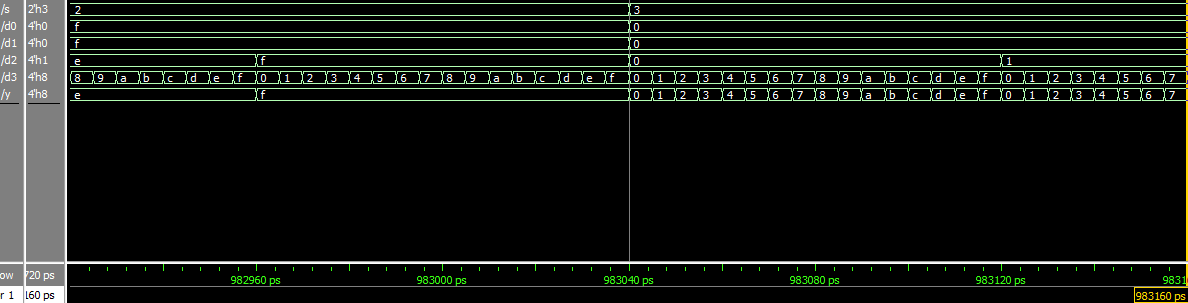 /s 2'h3 2 3
/d0 4'h0 f 0
/d1 4'h0 f 0
/d2 4'h1 e f 0 1
/d3 4'h8 8 9 a b c d e f 0 1 2 3 4 5 6 7 8 9 a b c d e f 0 1 2 3 4 5 6 7 8 9 a b c d e f 0 1 2 3 4 5 6 7
/y 4'h8 e f 0 1 2 3 4 5 6 7 8 9 a b c d e f 0 1 2 3 4 5 6 7
ow 720 ps 982960 ps 983000 ps 983040 ps 983080 ps 983120 ps 9831
r 1 160 ps 983160 ps